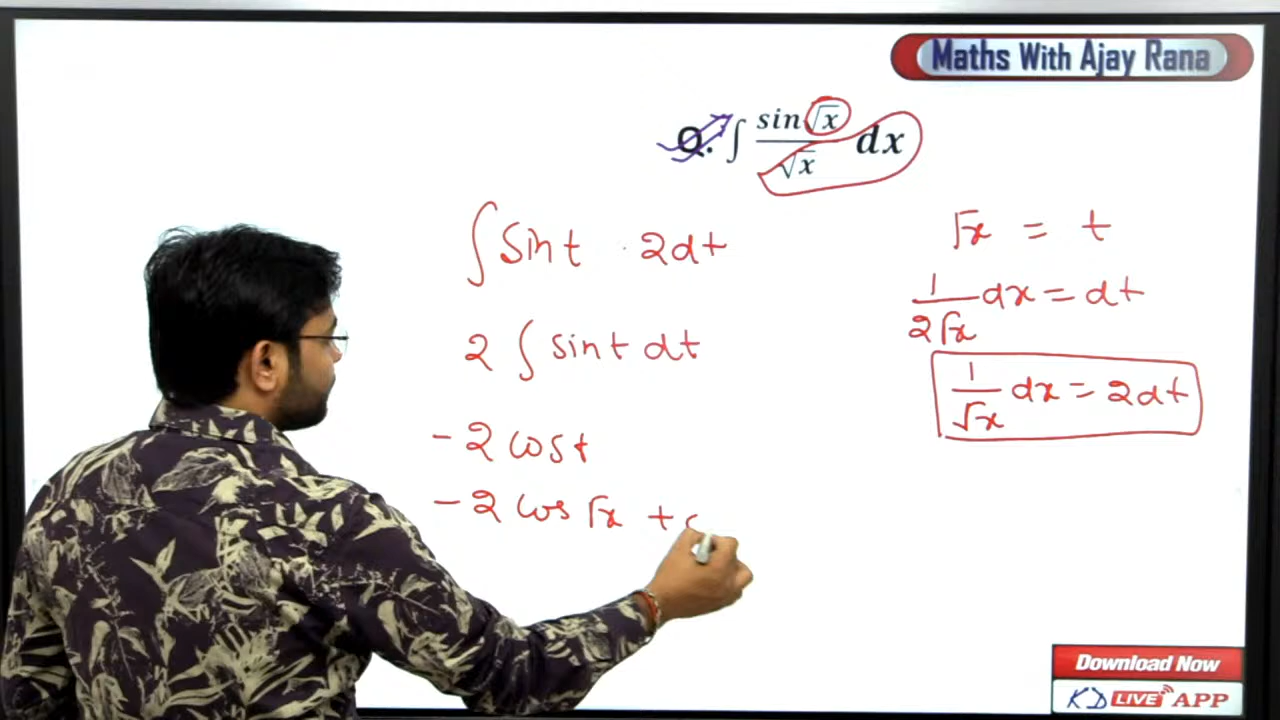 Maths With Ajay Rana
Q. ∫ sin√x / √x dx
∫ Sin t · 2dt
2 ∫ sint dt
-2 cost
-2 cos √x + c
√x = t
1/2√x dx = dt
1/√x dx = 2dt
Download Now
KD LIVE APP